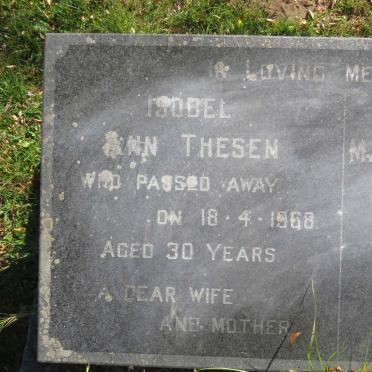 IN LOVING ME
ISOBEL
ANN THESEN
WHO PASSED AWAY
ON 18·4·1968.
AGED 30 YEARS
A DEAR WIFE
AND MOTHER